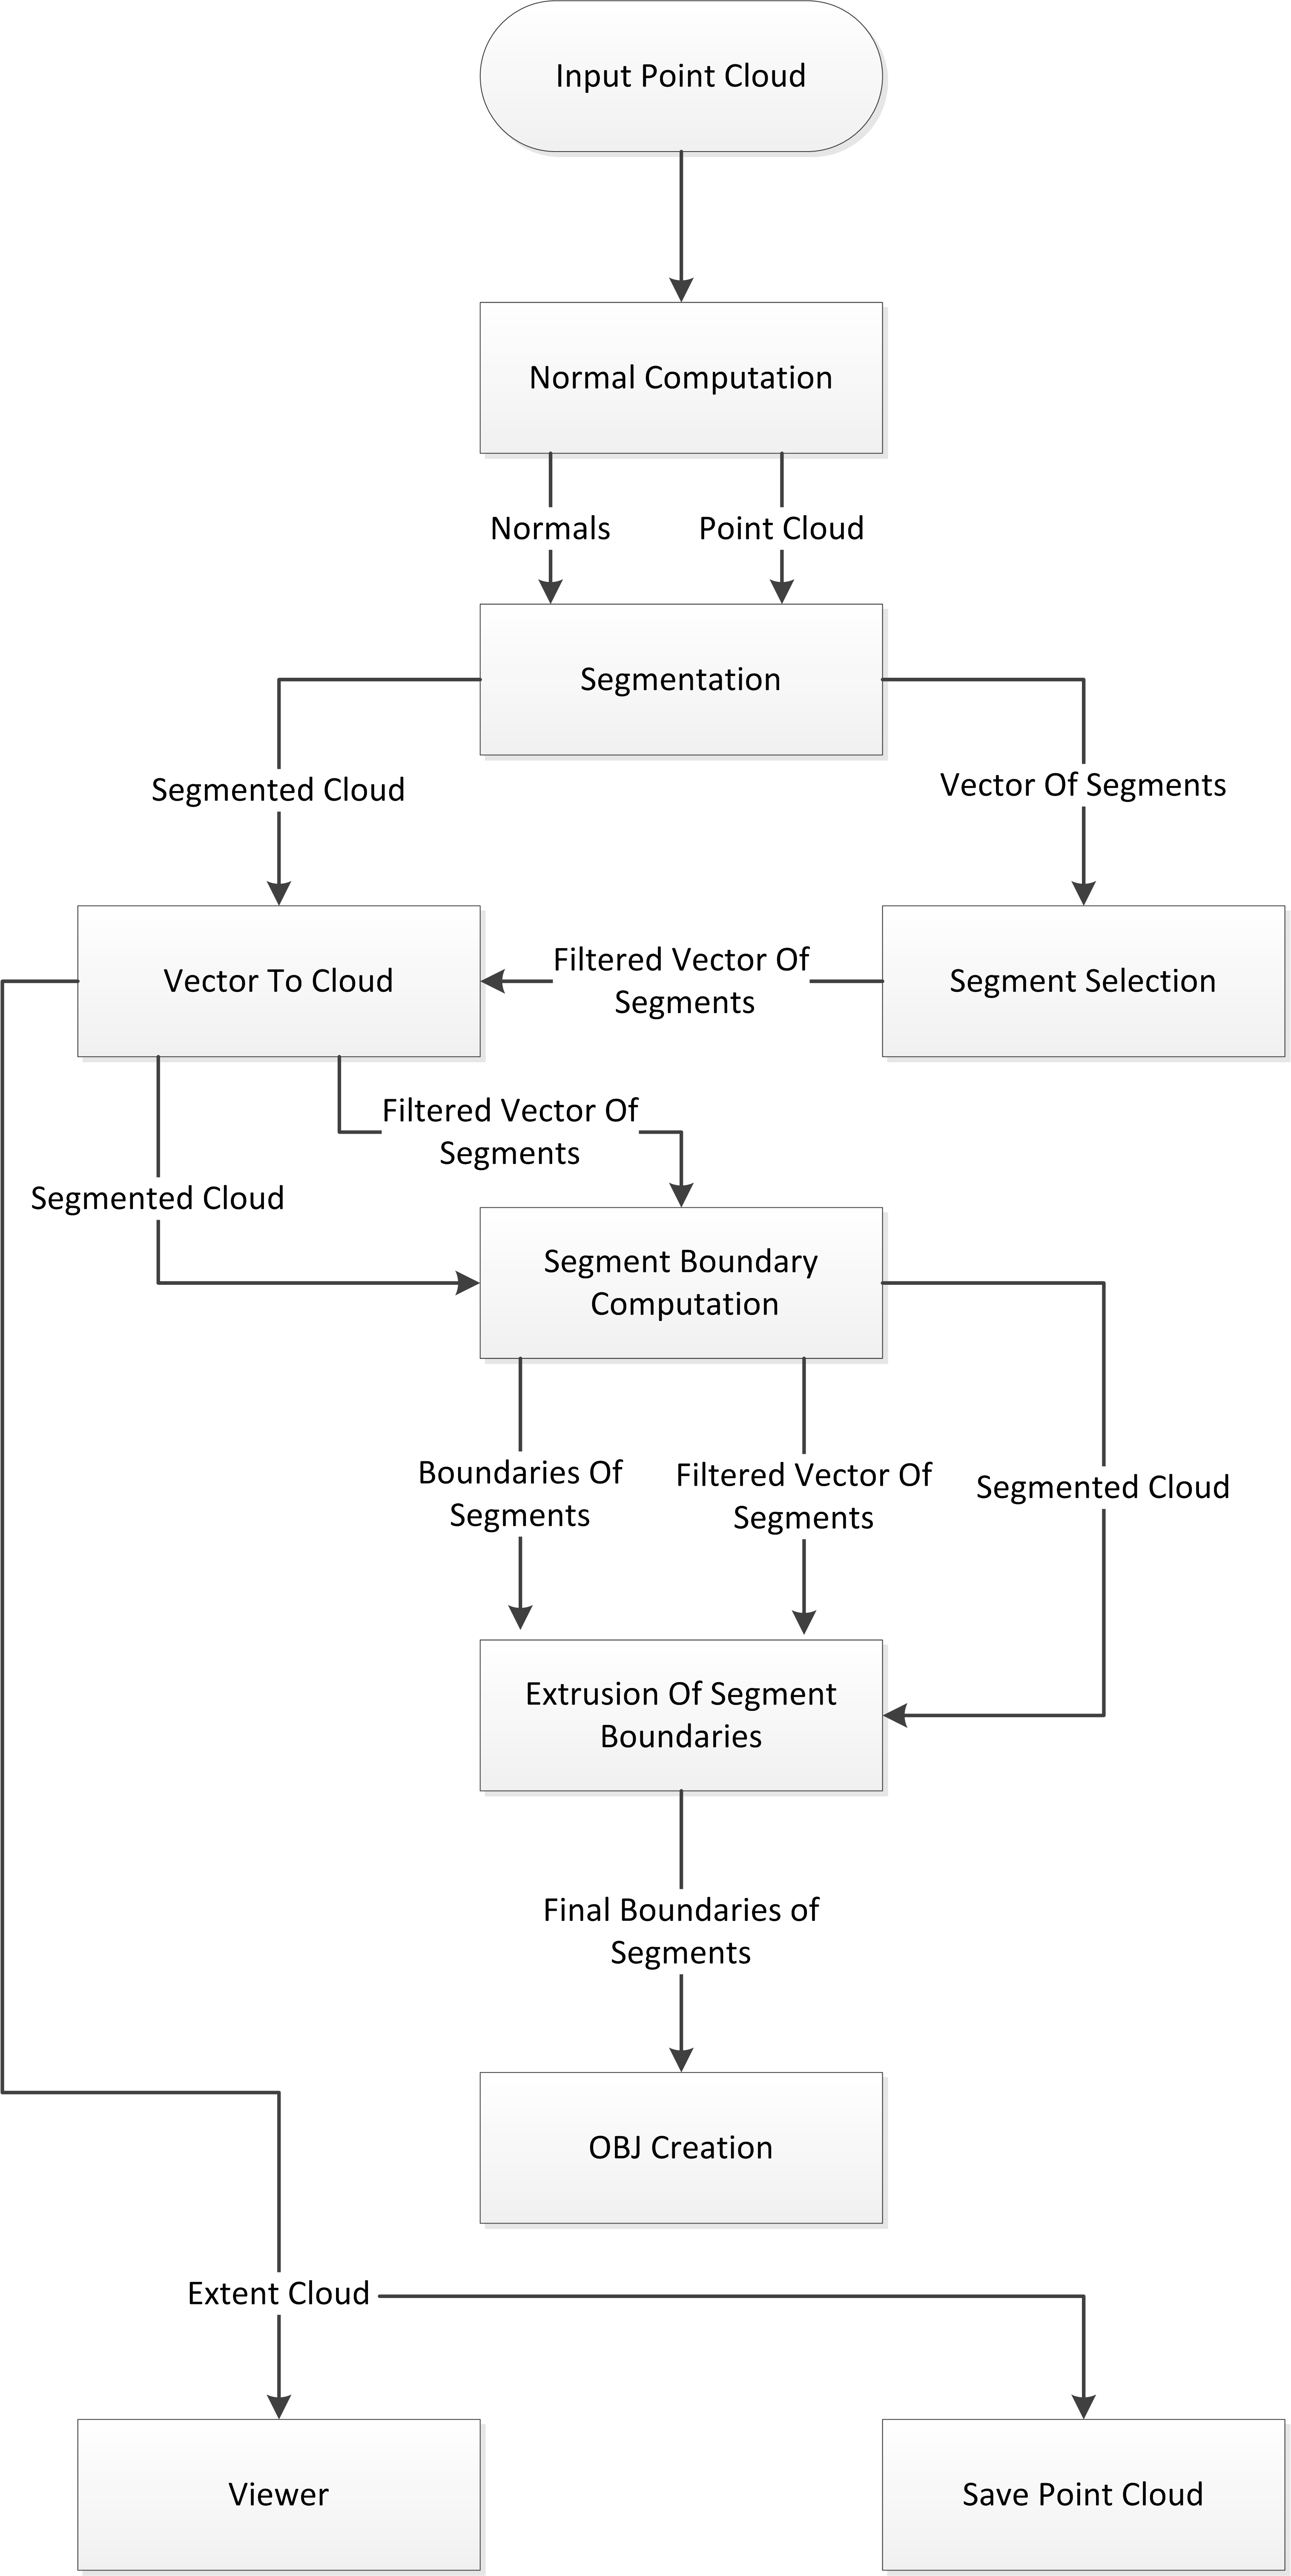 Input Point Cloud
Normal Computation
Normals
Point Cloud
Segmentation
Segmented Cloud
Vector Of Segments
Vector To Cloud
Filtered Vector Of
Segments
Segment Selection
Filtered Vector Of
Segments
Segmented Cloud
Segment Boundary
Computation
Boundaries Of
Segments
Filtered Vector Of
Segments
Segmented Cloud
Extrusion Of Segment
Boundaries
Final Boundaries of
Segments
OBJ Creation
Extent Cloud
Viewer
Save Point Cloud